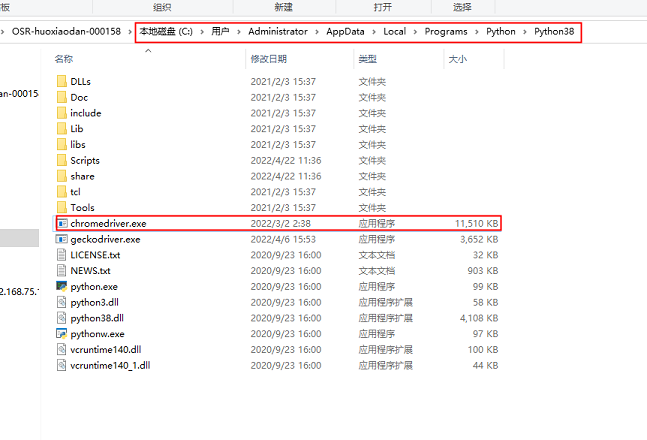 板 组织 新建 打开 选择
> OSR-huoxiaodan-000158 > 本地磁盘 (C:) > 用户 > Administrator > AppData > Local > Programs > Python > Python38
名称 修改日期 类型 大小
DLLs 2021/2/3 15:37 文件夹
Doc 2021/2/3 15:37 文件夹
dan-00015 include 2021/2/3 15:37 文件夹
Lib 2021/2/3 15:37 文件夹
libs 2021/2/3 15:37 文件夹
Scripts 2022/4/22 11:36 文件夹
share 2022/4/22 11:36 文件夹
tcl 2021/2/3 15:37 文件夹
Tools 2021/2/3 15:37 文件夹
chromedriver.exe 2022/3/2 2:38 应用程序 11,510 KB
geckodriver.exe 2022/4/6 15:53 应用程序 3,652 KB
LICENSE.txt 2020/9/23 16:00 文本文档 32 KB
NEWS.txt 2020/9/23 16:00 文本文档 903 KB
2.168.75. python.exe 2020/9/23 16:00 应用程序 99 KB
python3.dll 2020/9/23 16:00 应用程序扩展 58 KB
python38.dll 2020/9/23 16:00 应用程序扩展 4,108 KB
pythonw.exe 2020/9/23 16:00 应用程序 97 KB
vcruntime140.dll 2020/9/23 16:00 应用程序扩展 100 KB
vcruntime140_1.dll 2020/9/23 16:00 应用程序扩展 44 KB